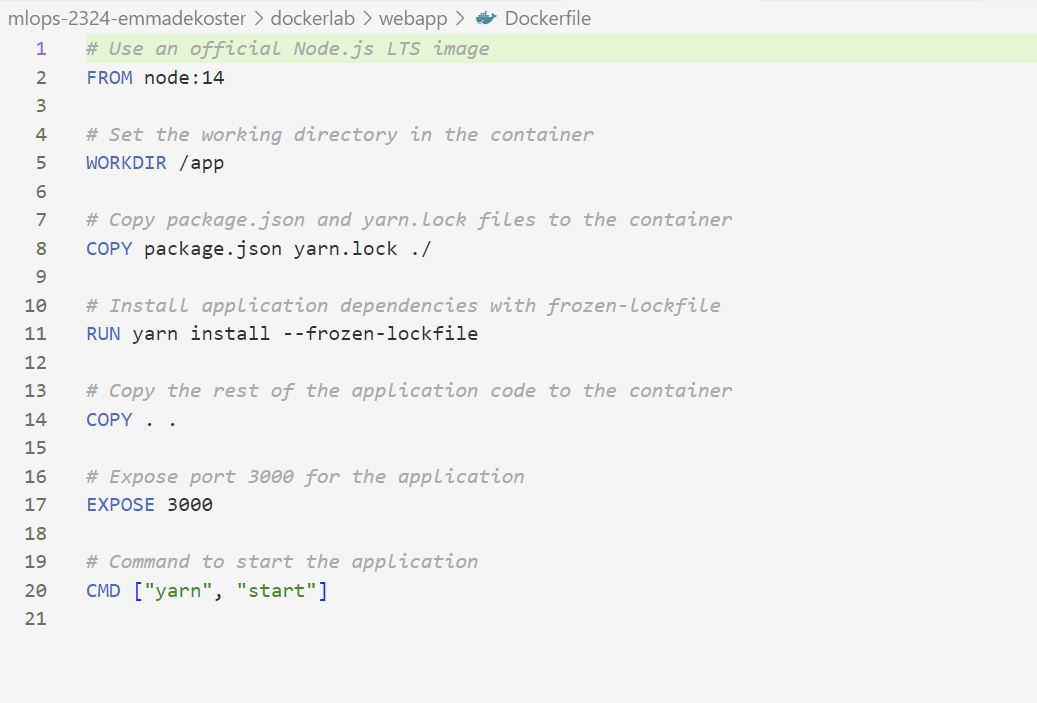 mlops-2324-emmadekoster > dockerlab > webapp > Dockerfile
1 # Use an official Node.js LTS image
2 FROM node:14
3
4 # Set the working directory in the container
5 WORKDIR /app
6
7 # Copy package.json and yarn.lock files to the container
8 COPY package.json yarn.lock ./
9
10 # Install application dependencies with frozen-lockfile
11 RUN yarn install --frozen-lockfile
12
13 # Copy the rest of the application code to the container
14 COPY . .
15
16 # Expose port 3000 for the application
17 EXPOSE 3000
18
19 # Command to start the application
20 CMD ["yarn", "start"]
21